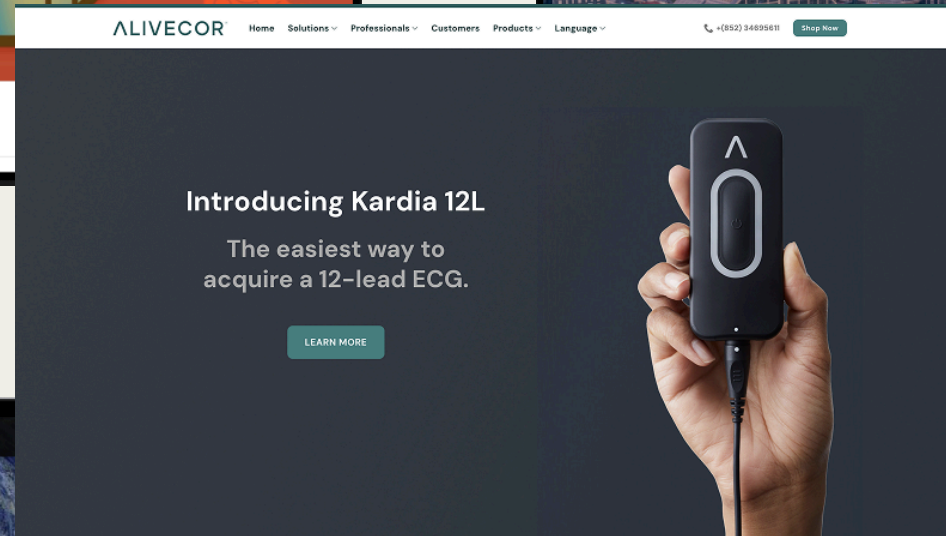 ALIVECOR
Home Solutions Professionals Customers Products Language
+(852) 34695611
Shop Now
Introducing Kardia 12L
The easiest way to
acquire a 12-lead ECG.
LEARN MORE